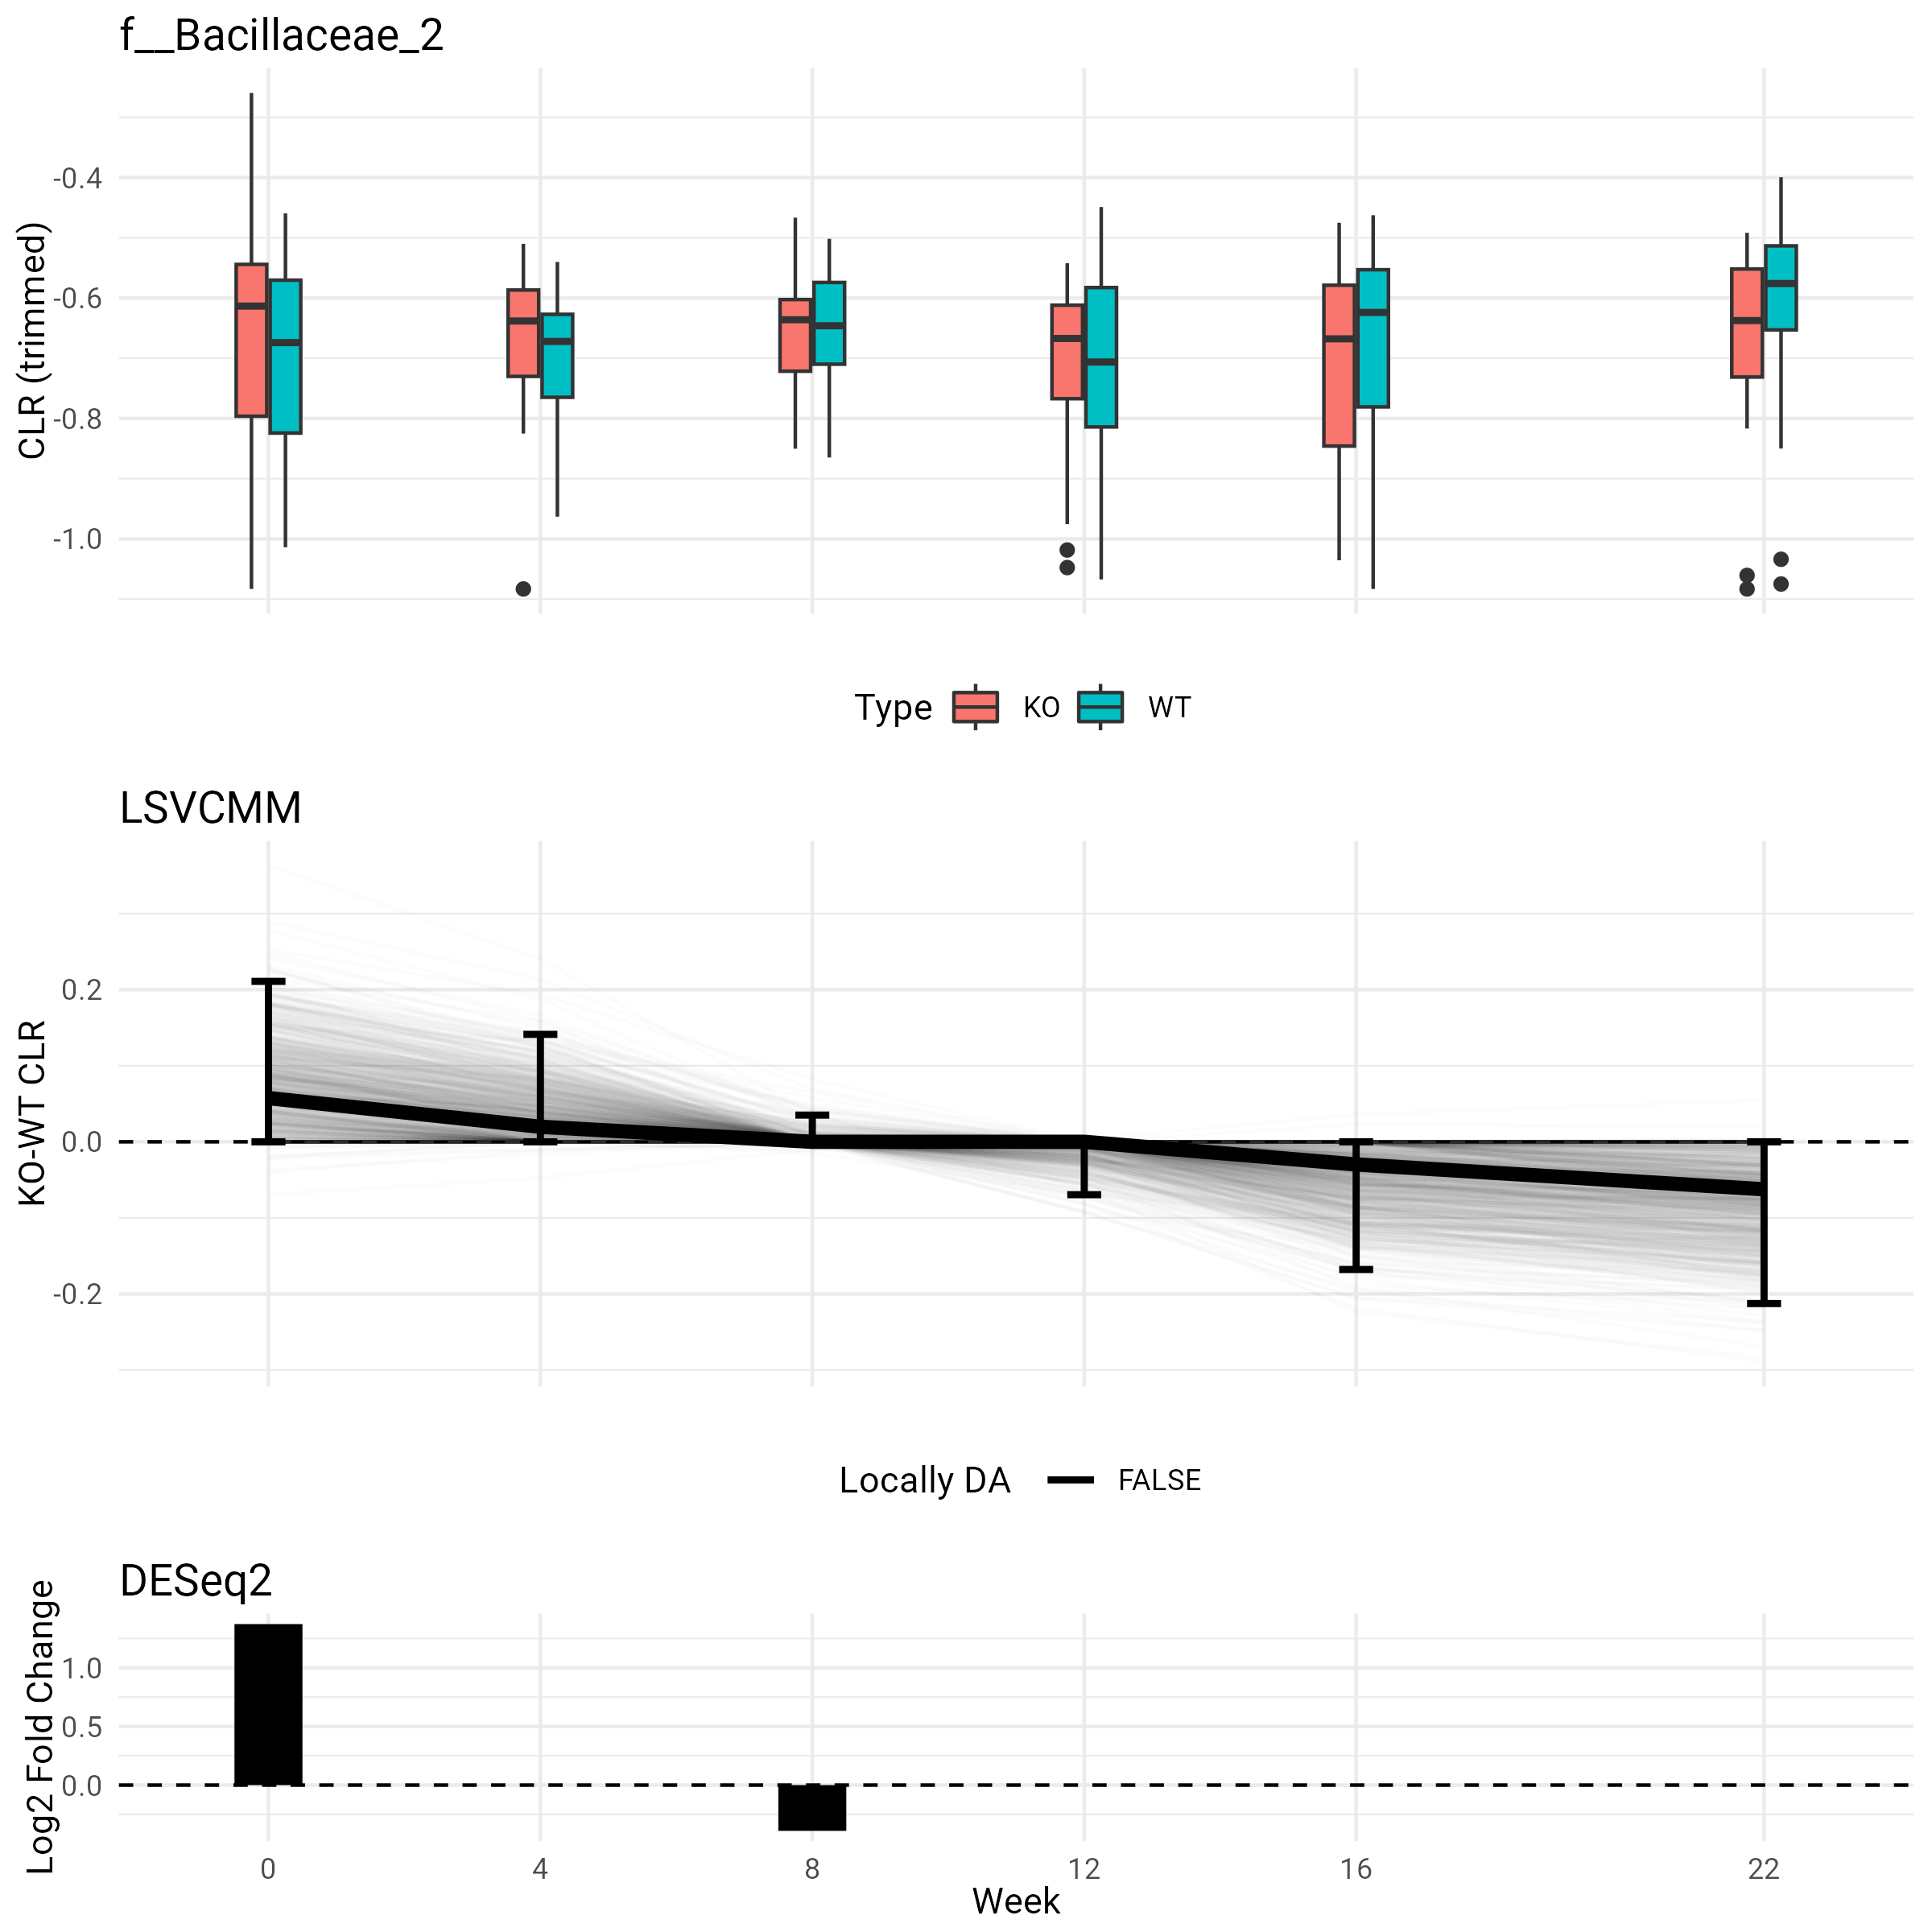 f__Bacillaceae_2
CLR (trimmed)
-0.4
-0.6
-0.8
-1.0
Type KO WT
LSVCMM
KO-WT CLR
0.2
0.0
-0.2
Locally DA FALSE
DESeq2
Log2 Fold Change
1.0
0.5
0.0
0 4 8 12 16 22
Week